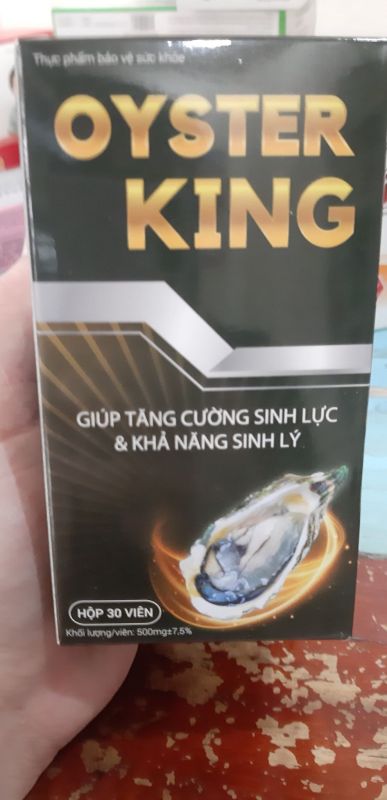 Thực phẩm bảo vệ sức khỏe
OYSTER
KING
GIÚP TĂNG CƯỜNG SINH LỰC
& KHẢ NĂNG SINH LÝ
HỘP 30 VIÊN
Khối lượng/viên: 500mg±7,5%